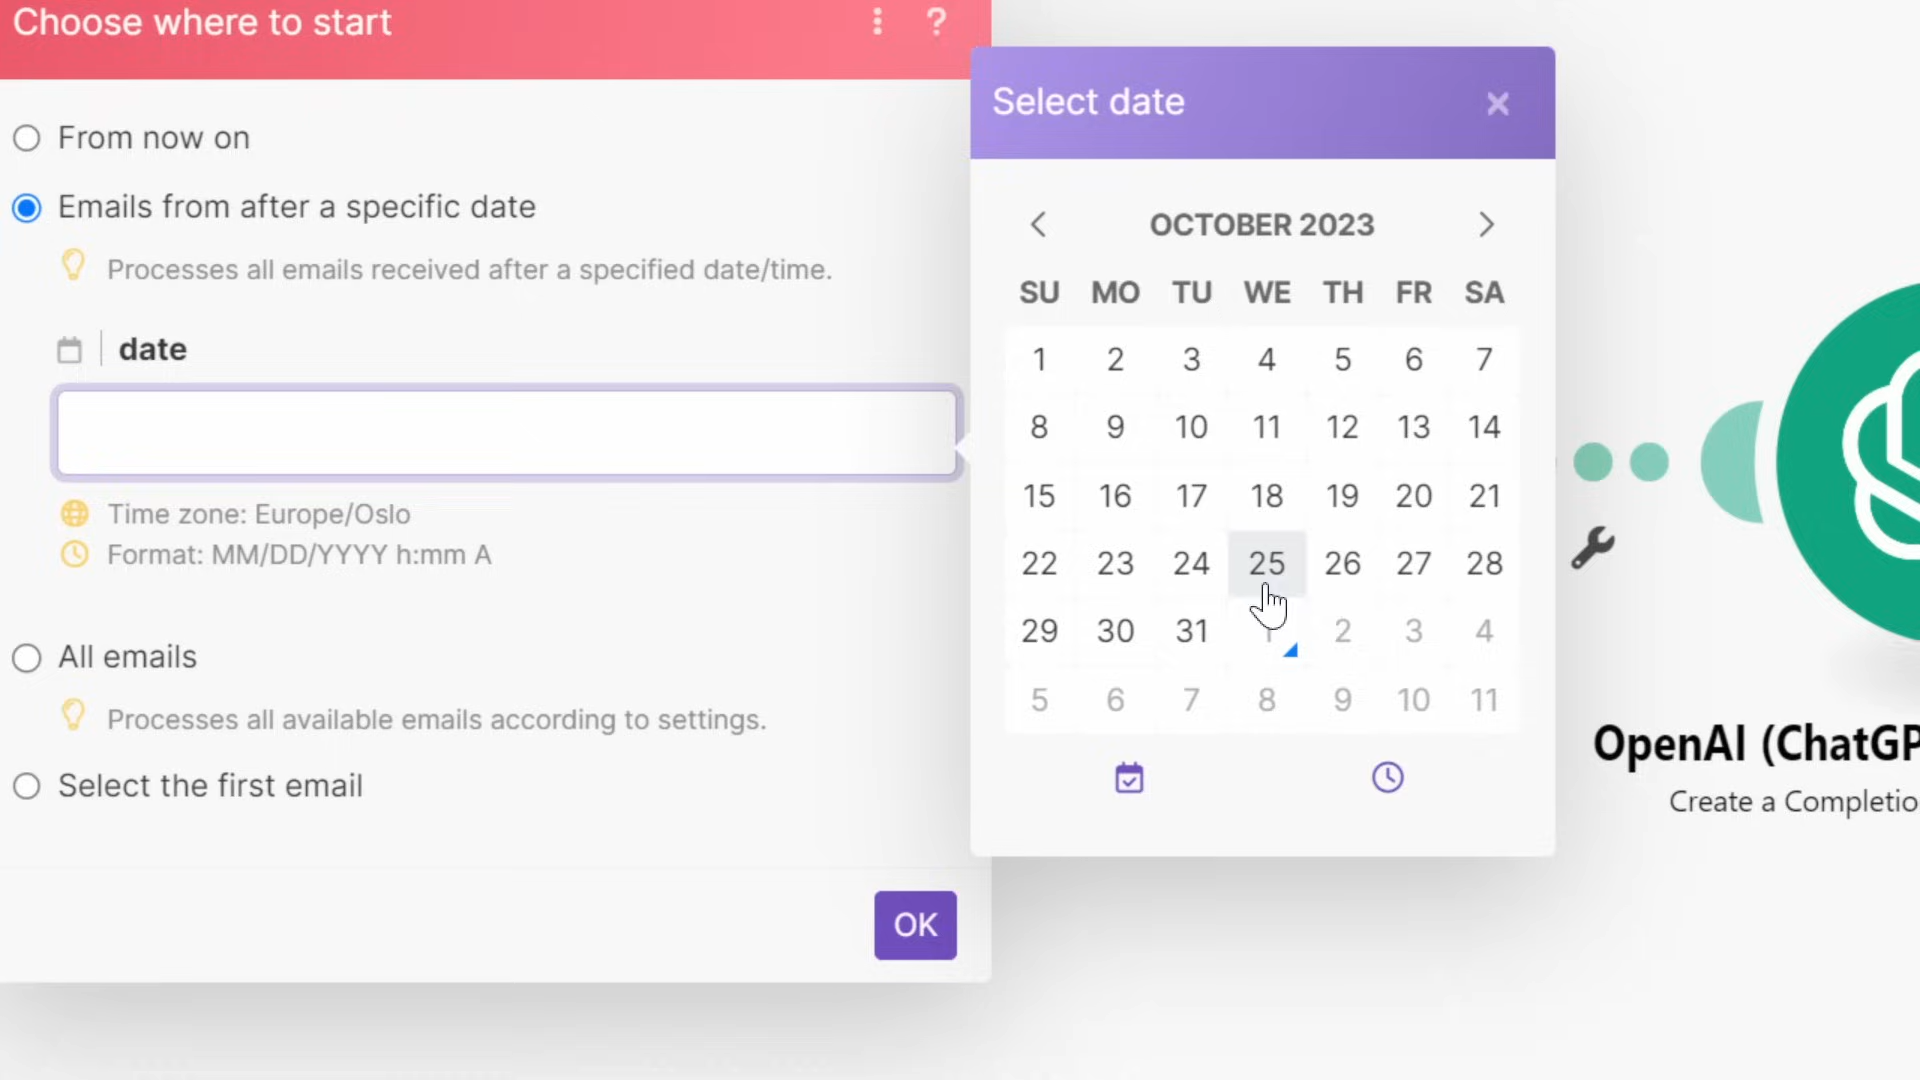 Choose where to start
?
From now on
Emails from after a specific date
Processes all emails received after a specified date/time.
date
Time zone: Europe/Oslo
Format: MM/DD/YYYY h:mm A
All emails
Processes all available emails according to settings.
Select the first email
OK
Select date
OCTOBER 2023
SU MO TU WE TH FR SA
1 2 3 4 5 6 7
8 9 10 11 12 13 14
15 16 17 18 19 20 21
22 23 24 25 26 27 28
29 30 31 1 2 3 4
5 6 7 8 9 10 11
OpenAI (ChatGP
Create a Completio